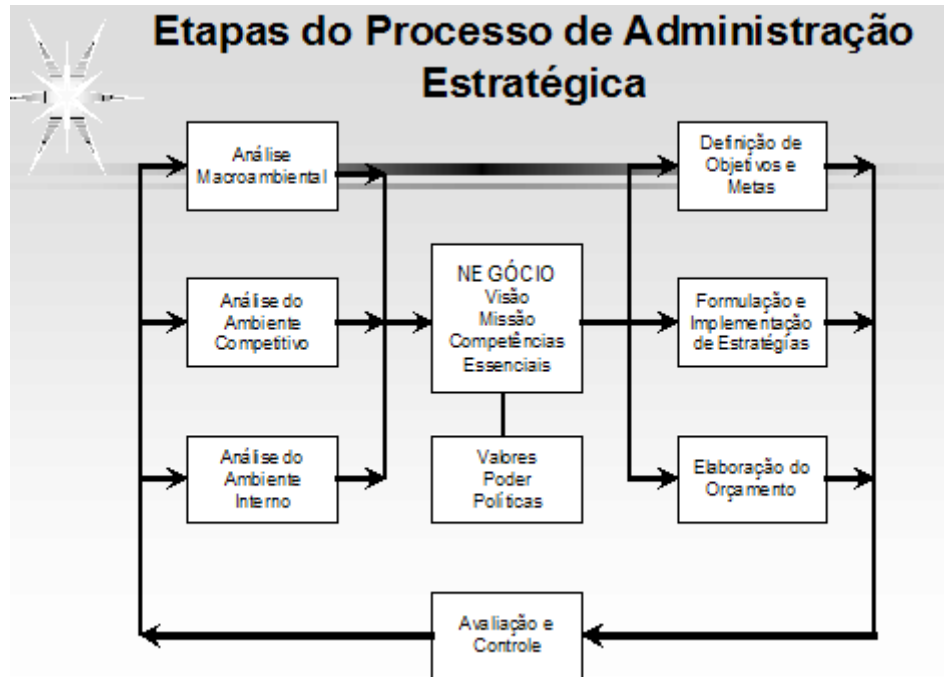 Etapas do Processo de Administração
Estratégica
Análise
Macroambiental
Análise do
Ambiente
Competitivo
Análise do
Ambiente
Interno
NEGÓCIO
Visão
Missão
Competências
Essenciais
Valores
Poder
Políticas
Definição de
Objetivos e
Metas
Formulação e
Implementação
de Estratégias
Elaboração do
Orçamento
Avaliação e
Controle